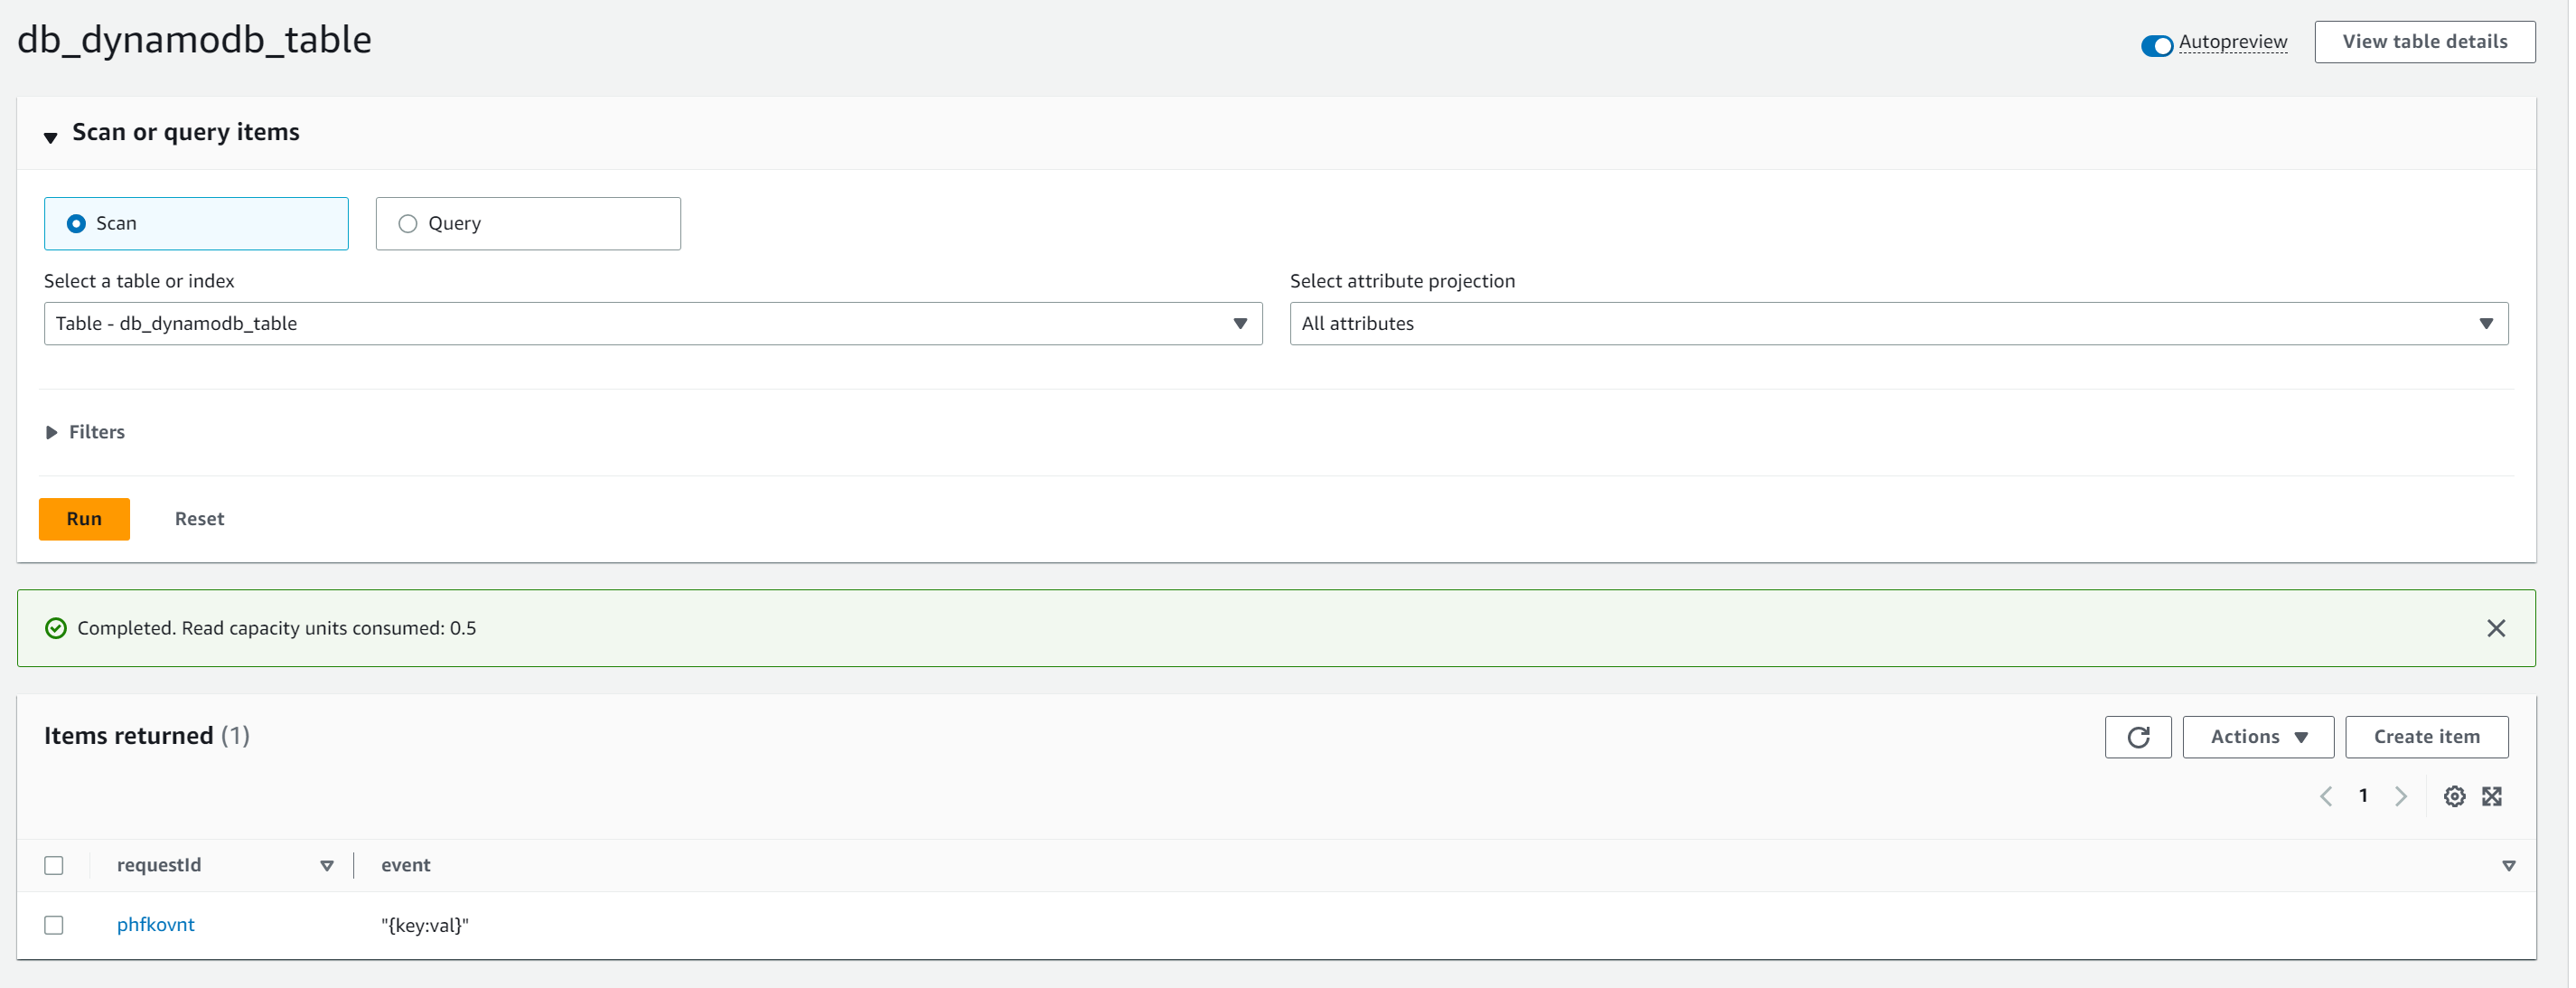 db_dynamodb_table
Autopreview
View table details
Scan or query items
Scan
Query
Select a table or index
Select attribute projection
Table - db_dynamodb_table
All attributes
Filters
Run
Reset
Completed. Read capacity units consumed: 0.5
Items returned (1)
Actions
Create item
1
requestId
event
phfkovnt
"{key:val}"